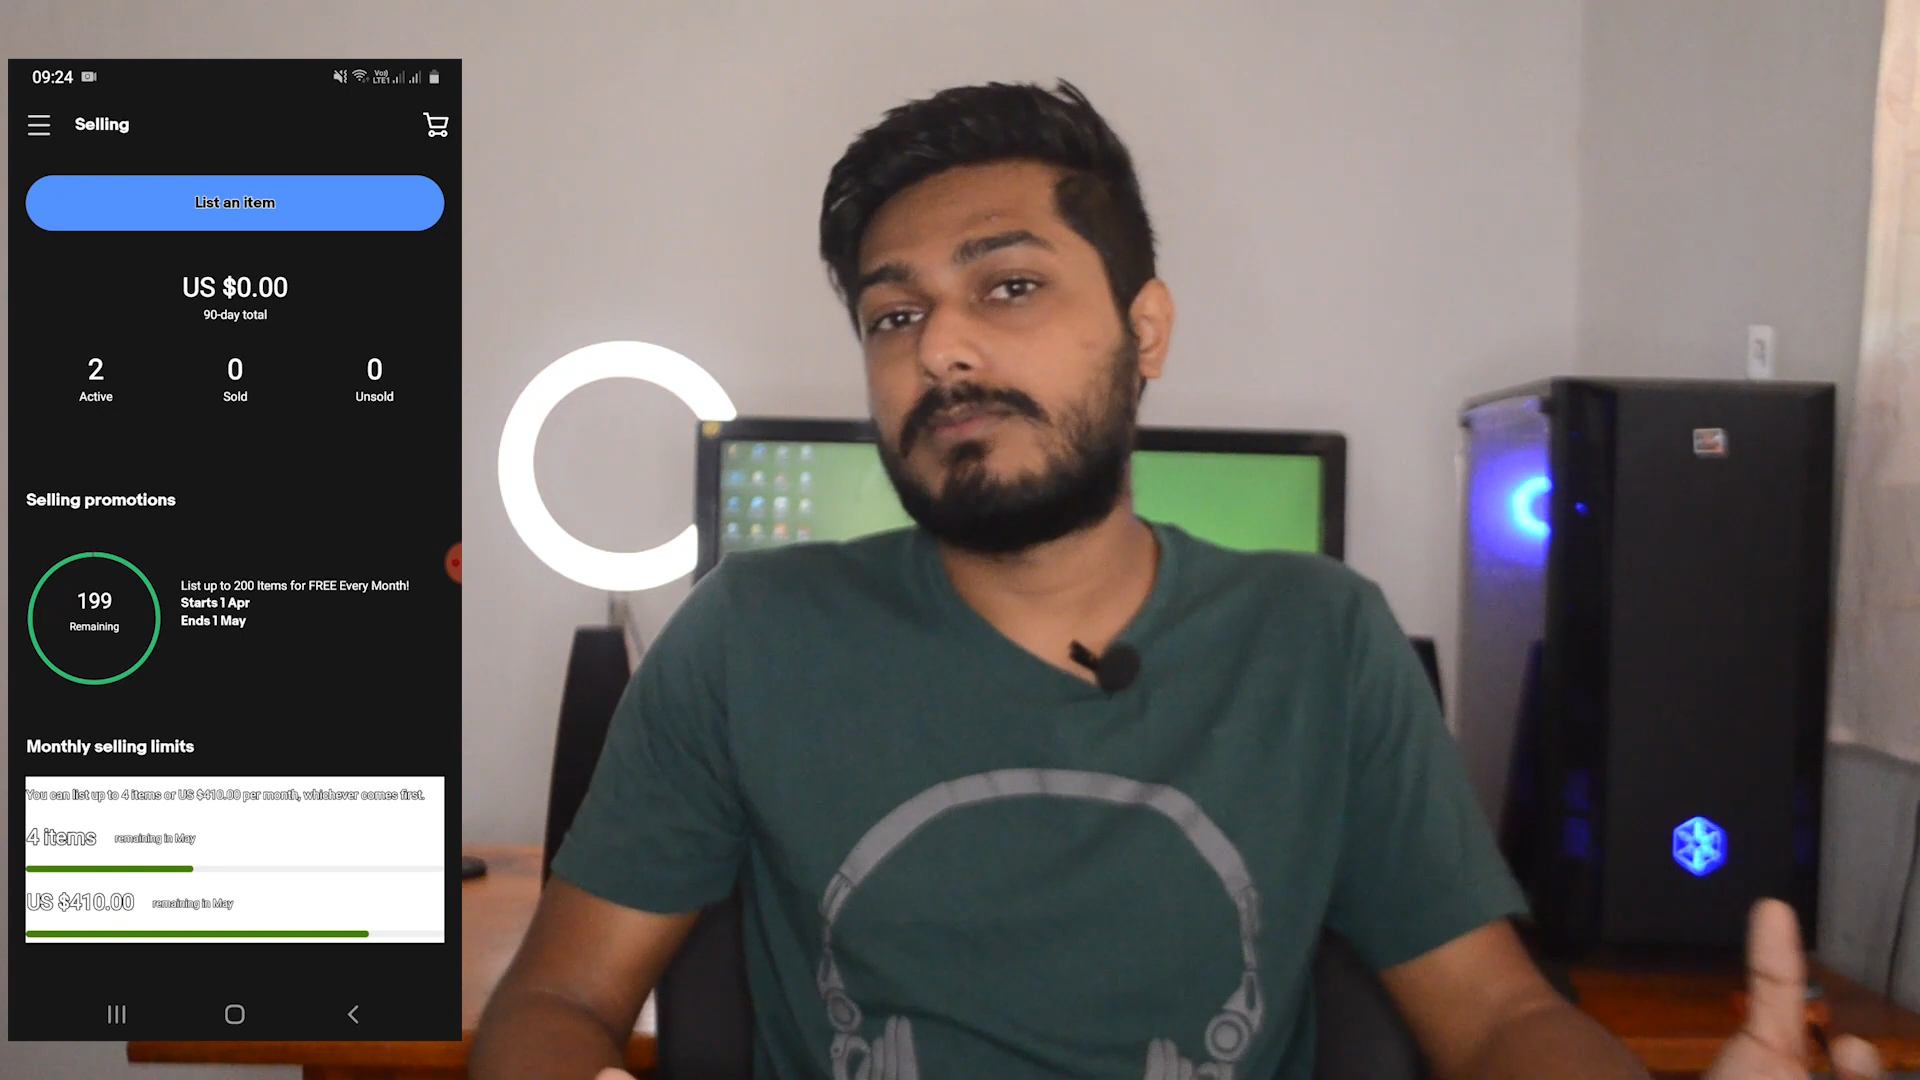 09:24
Vo))
LTE1
Selling
List an item
US $0.00
90-day total
2
Active
0
Sold
0
Unsold
Selling promotions
199
Remaining
List up to 200 Items for FREE Every Month!
Starts 1 Apr
Ends 1 May
Monthly selling limits
You can list up to 4 items or US $410.00 per month, whichever comes first.
4 items remaining in May
US $410.00 remaining in May